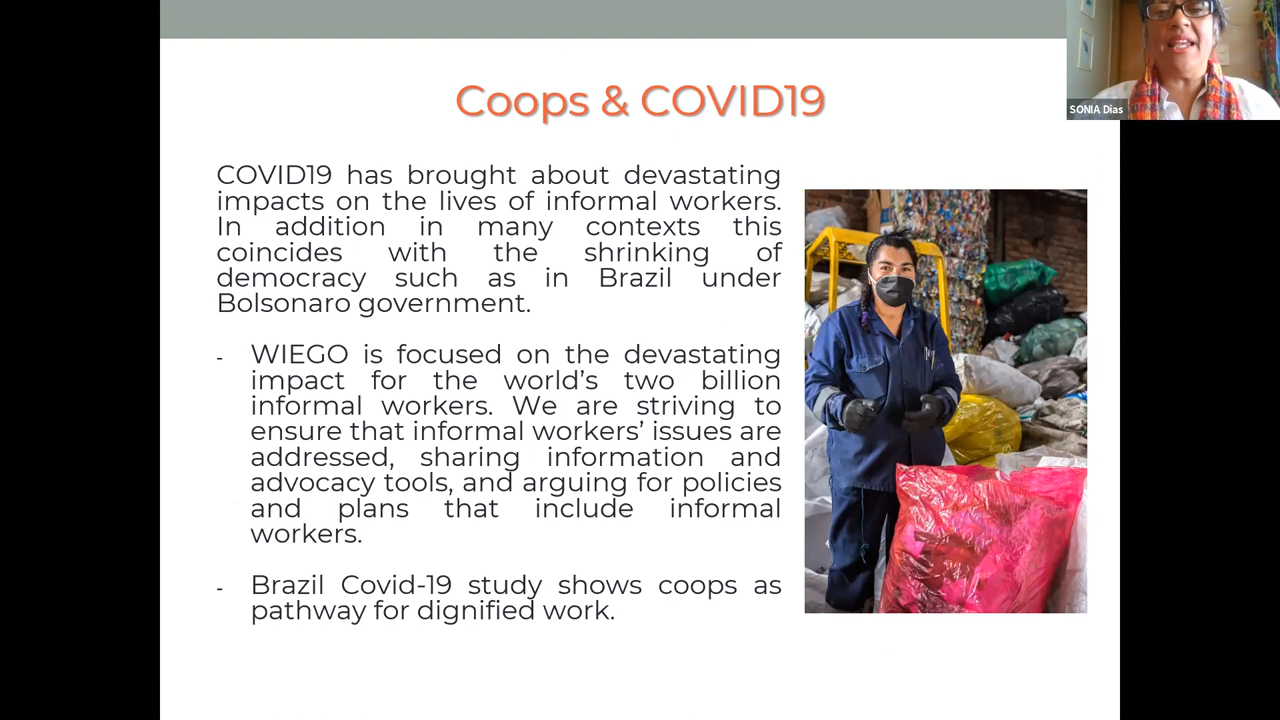 Coops & COVID19
SONIA Dias
COVID19 has brought about devastating
impacts on the lives of informal workers.
In addition in many contexts this
coincides with the shrinking of
democracy such as in Brazil under
Bolsonaro government.
- WIEGO is focused on the devastating
impact for the world’s two billion
informal workers. We are striving to
ensure that informal workers’ issues are
addressed, sharing information and
advocacy tools, and arguing for policies
and plans that include informal
workers.
- Brazil Covid-19 study shows coops as
pathway for dignified work.